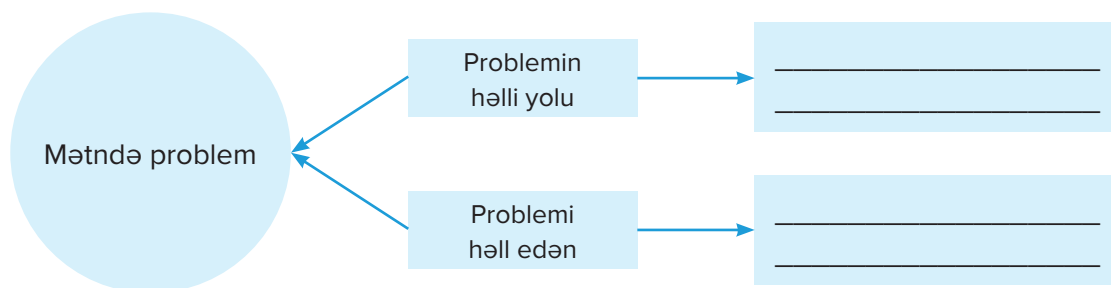 Mətndə problem
Problemin
həlli yolu
Problemi
həll edən